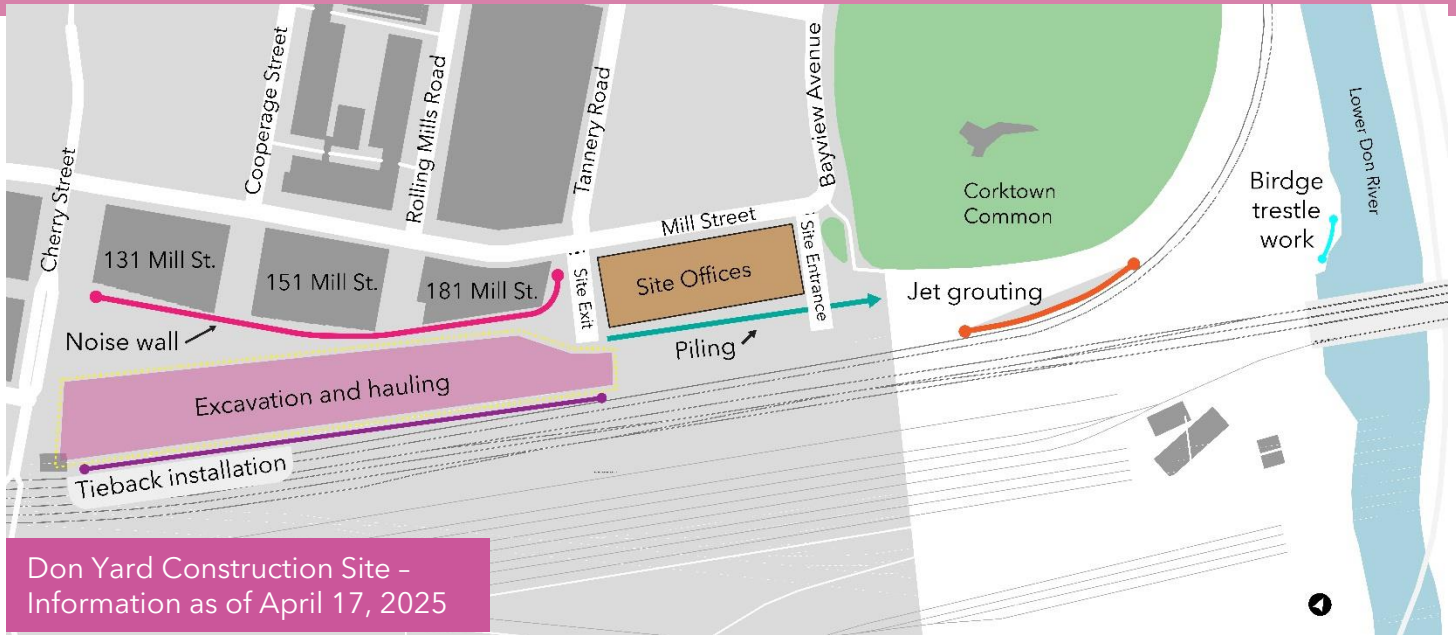 Cherry Street
Cooperage Street
Rolling Mills Road
Tannery Road
Bayview Avenue
Mill Street
Corktown
Common
Birdge
trestle
work
Lower Don River
131 Mill St.
151 Mill St.
181 Mill St.
Site Exit
Site Offices
Site Entrance
Noise wall
Piling
Jet grouting
Excavation and hauling
Tieback installation
Don Yard Construction Site –
Information as of April 17, 2025